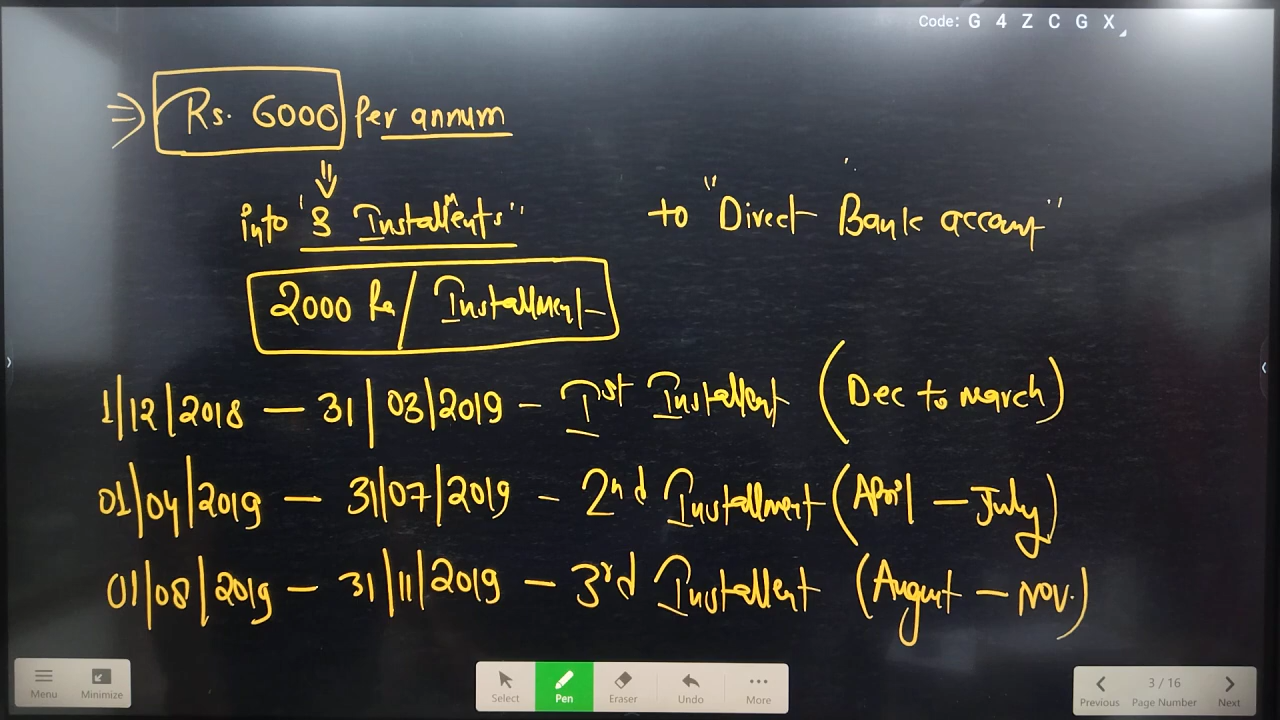 Code: G 4 Z C G X
⇒ Rs. 6000 Per annum
⇓
into "3 Installments" to "Direct Bank account"
2000 Rs / Installment
1/12/2018 — 31/03/2019 - Ist Installent (Dec to march)
01/04/2019 — 31/07/2019 - 2nd Installment (April — July)
01/08/2019 — 31/11/2019 - 3rd Installent (August — Nov.)
Menu Minimize Select Pen Eraser Undo More Previous 3 / 16 Page Number Next